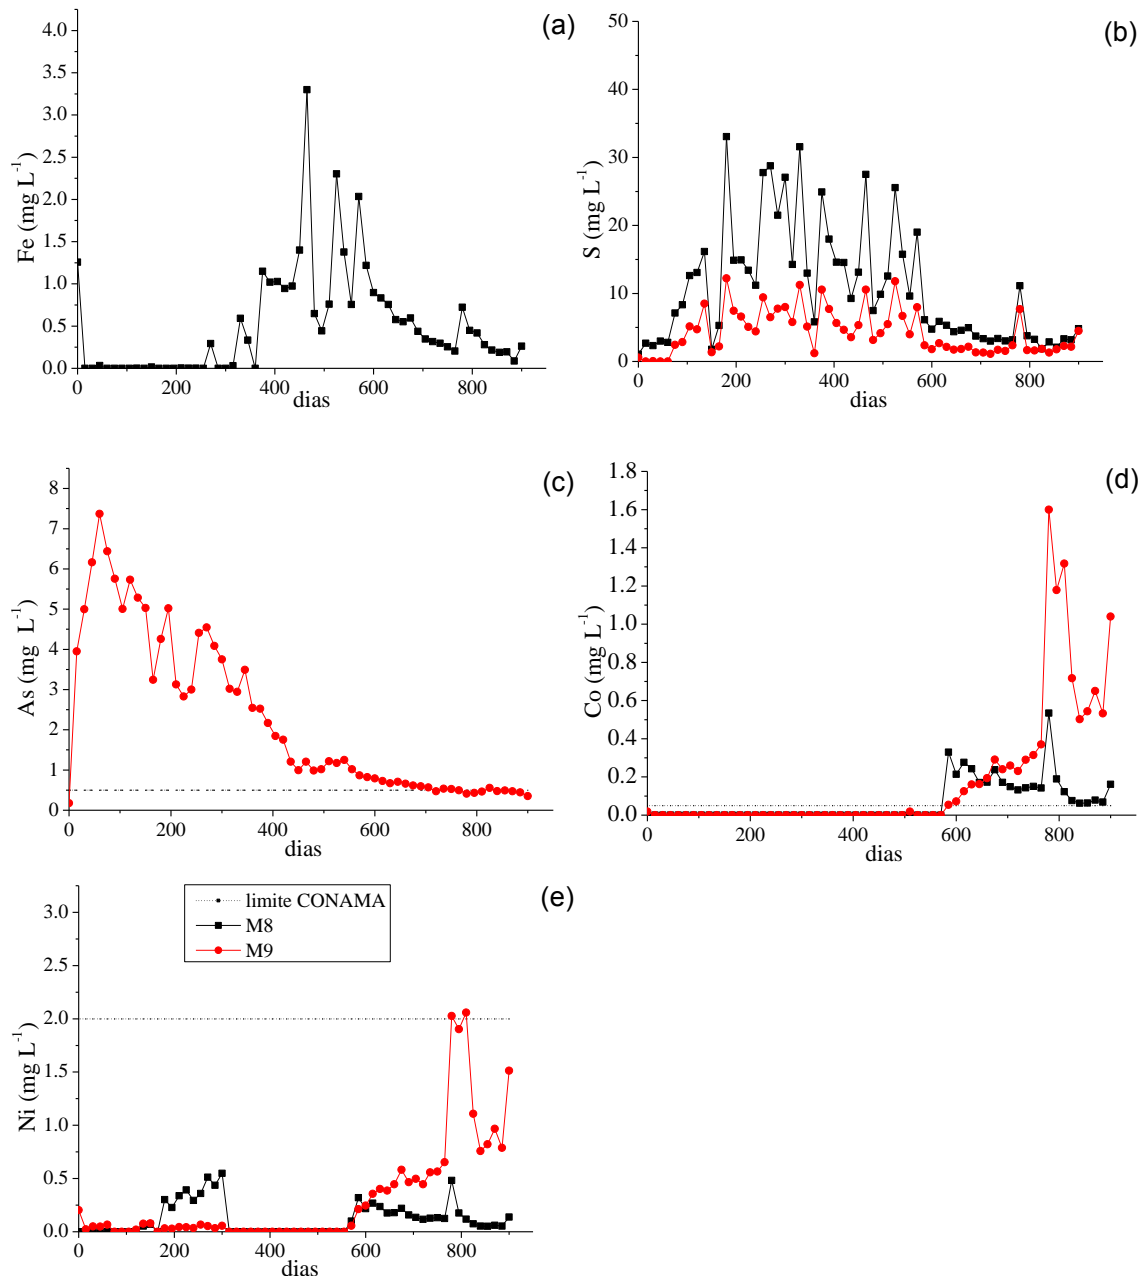 (a)
4.0
3.5
3.0
2.5
2.0
1.5
1.0
0.5
0.0
Fe (mg L⁻¹)
0 200 400 600 800
dias
(b)
50
40
30
20
10
0
S (mg L⁻¹)
0 200 400 600 800
dias
(c)
8
7
6
5
4
3
2
1
0
As (mg L⁻¹)
0 200 400 600 800
dias
(d)
1.8
1.6
1.4
1.2
1.0
0.8
0.6
0.4
0.2
0.0
Co (mg L⁻¹)
0 200 400 600 800
dias
(e)
limite CONAMA
M8
M9
3.0
2.5
2.0
1.5
1.0
0.5
0.0
Ni (mg L⁻¹)
0 200 400 600 800
dias